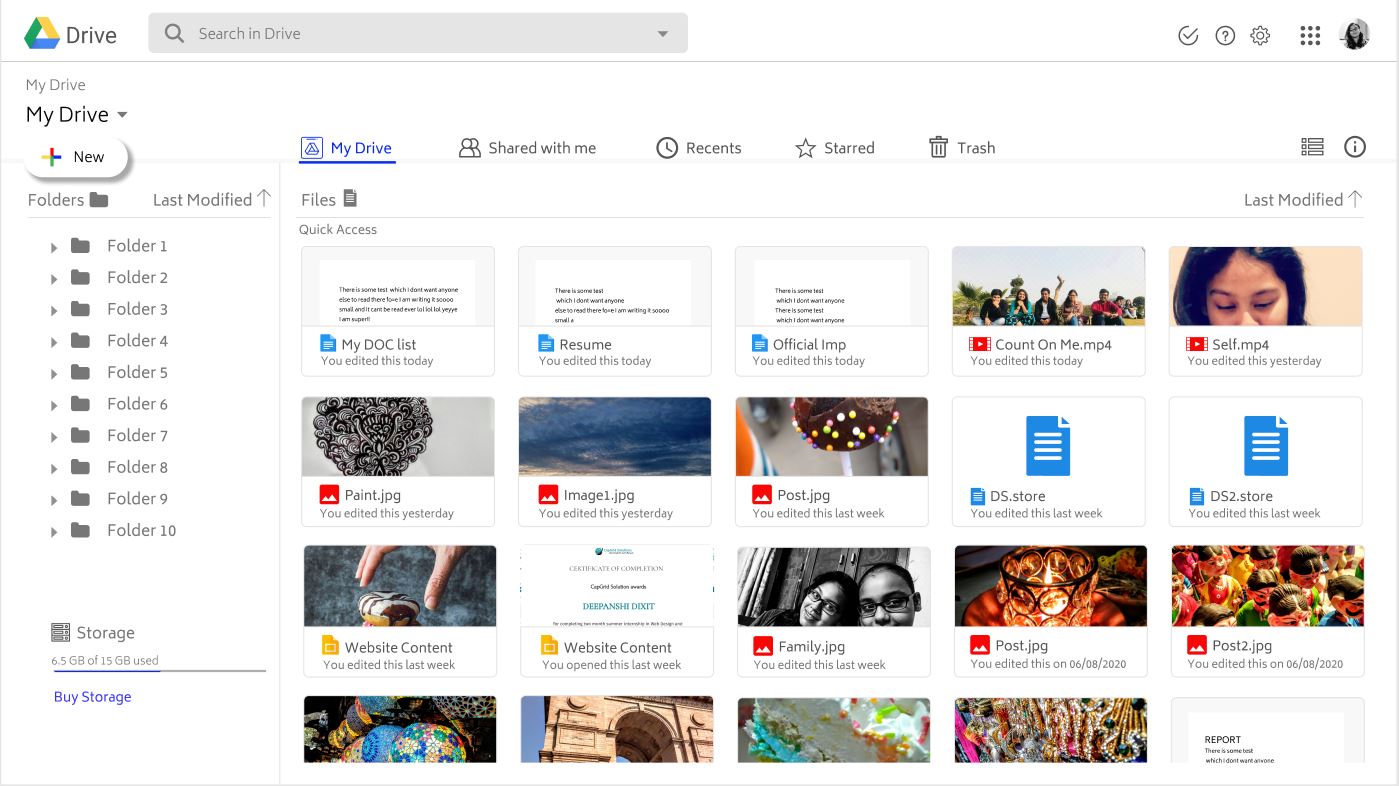 Drive
Search in Drive
My Drive
My Drive
New
My Drive
Shared with me
Recents
Starred
Trash
Folders
Last Modified
Files
Last Modified
Quick Access
Folder 1
Folder 2
Folder 3
Folder 4
Folder 5
Folder 6
Folder 7
Folder 8
Folder 9
Folder 10
Storage
6.5 GB of 15 GB used
Buy Storage
There is some test which I dont want anyone
else to read there fo=e I am writing it soooo
small and it cant be read ever lol lol lol yeyye
I am super!!
My DOC list
You edited this today
There is some test
which I dont want anyone
else to read there fo=e I am writing it soooo
small a
Resume
You edited this today
There is some test
which I dont want anyone
There is some test
which I dont want anyone
Official Imp
You edited this today
Count On Me.mp4
You edited this today
Self.mp4
You edited this yesterday
Paint.jpg
You edited this yesterday
Image1.jpg
You edited this yesterday
Post.jpg
You edited this last week
DS.store
You edited this last week
DS2.store
You edited this last week
Website Content
You edited this last week
CapGrid Solutions
CERTIFICATE OF COMPLETION
CapGrid Solution awards
DEEPANSHI DIXIT
for completing two month summer internship in Web Design and
Website Content
You opened this last week
Family.jpg
You edited this last week
Post.jpg
You edited this on 06/08/2020
Post2.jpg
You edited this on 06/08/2020
REPORT
There is some test
which I dont want anyone